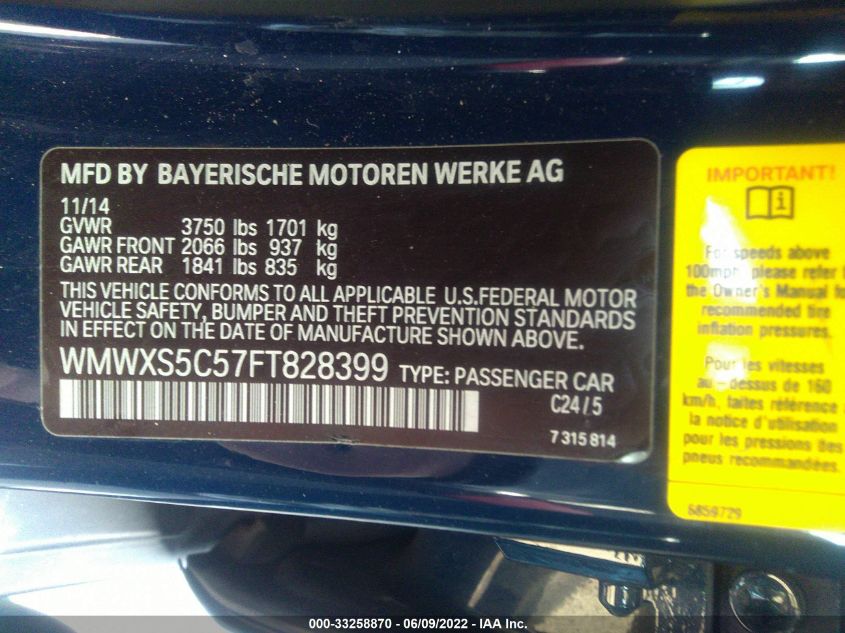 MFD BY BAYERISCHE MOTOREN WERKE AG
11/14
GVWR 3750 lbs 1701 kg
GAWR FRONT 2066 lbs 937 kg
GAWR REAR 1841 lbs 835 kg
THIS VEHICLE CONFORMS TO ALL APPLICABLE U.S.FEDERAL MOTOR
VEHICLE SAFETY, BUMPER AND THEFT PREVENTION STANDARDS
IN EFFECT ON THE DATE OF MANUFACTURE SHOWN ABOVE.
WMWXS5C57FT828399 TYPE: PASSENGER CAR
C24/5
7 315 814
IMPORTANT!
For speeds above
100mph please refer
the Owner's Manual
recommended tire
inflation pressures.
Pour les vitesses
au-dessus de 160
km/h, faites référence
la notice d'utilisation
pour les pressions des
pneus recommandées.
6859729
000-33258870 - 06/09/2022 - IAA Inc.